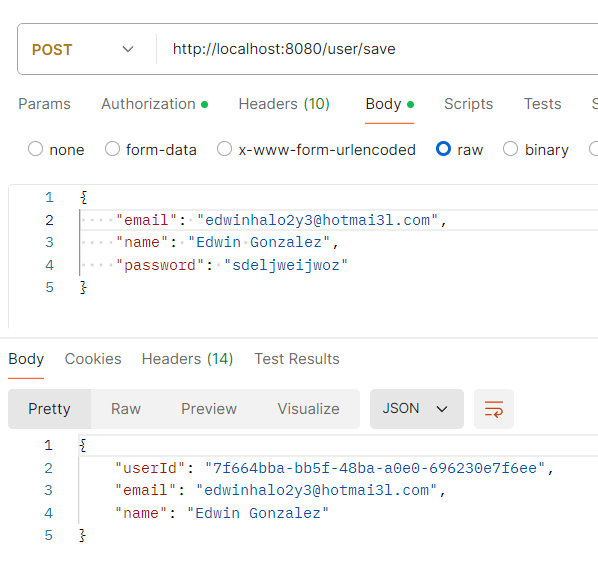 POST http://localhost:8080/user/save
Params Authorization Headers (10) Body Scripts Tests S
none form-data x-www-form-urlencoded raw binary
1 {
2 "email": "edwinhalo2y3@hotmai3l.com",
3 "name": "Edwin Gonzalez",
4 "password": "sdeljweijwoz"
5 }
Body Cookies Headers (14) Test Results
Pretty Raw Preview Visualize JSON
1 {
2 "userId": "7f664bba-bb5f-48ba-a0e0-696230e7f6ee",
3 "email": "edwinhalo2y3@hotmai3l.com",
4 "name": "Edwin Gonzalez"
5 }